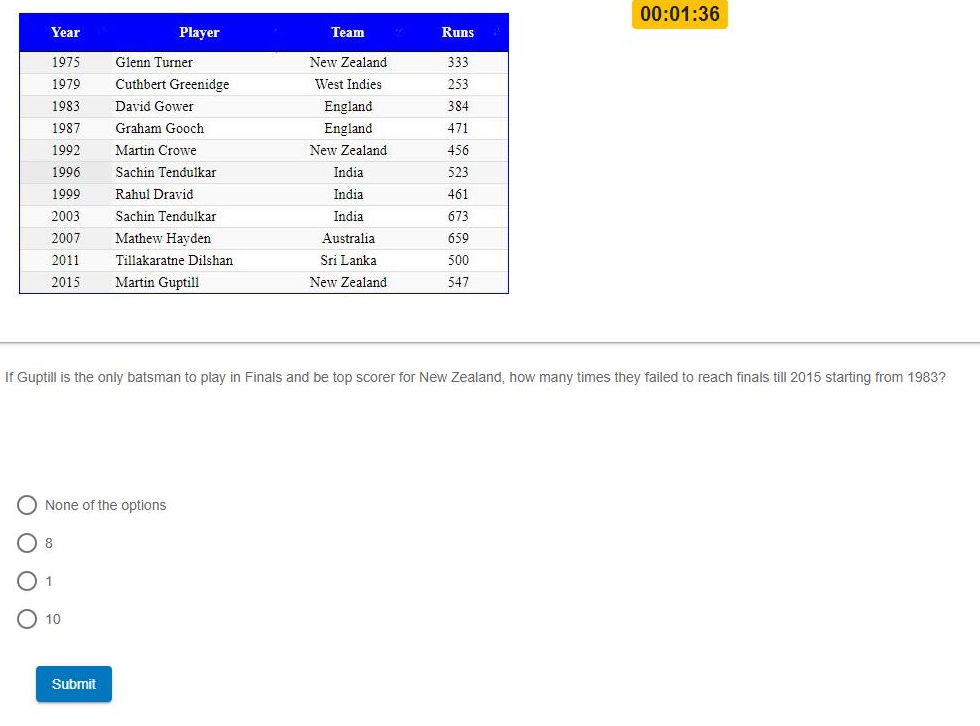 00:01:36
Year Player Team Runs
1975 Glenn Turner New Zealand 333
1979 Cuthbert Greenidge West Indies 253
1983 David Gower England 384
1987 Graham Gooch England 471
1992 Martin Crowe New Zealand 456
1996 Sachin Tendulkar India 523
1999 Rahul Dravid India 461
2003 Sachin Tendulkar India 673
2007 Mathew Hayden Australia 659
2011 Tillakaratne Dilshan Sri Lanka 500
2015 Martin Guptill New Zealand 547
If Guptill is the only batsman to play in Finals and be top scorer for New Zealand, how many times they failed to reach finals till 2015 starting from 1983?
None of the options
8
1
10
Submit